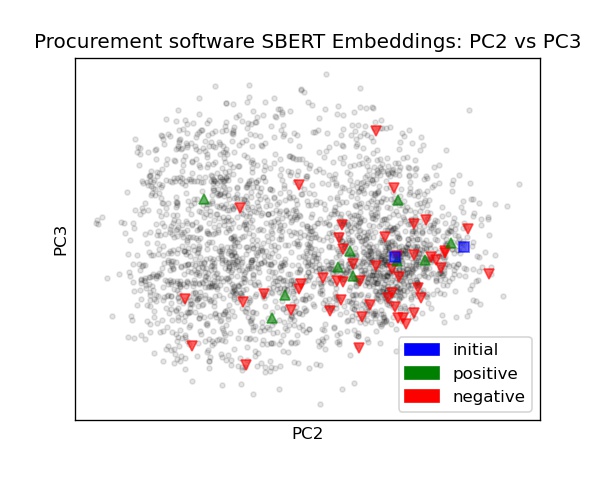 Procurement software SBERT Embeddings: PC2 vs PC3
PC3
initial
positive
negative
PC2